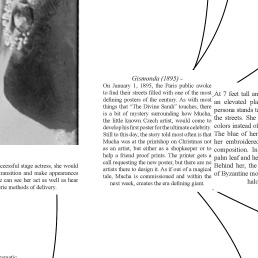 Gismonda (1895) –
On January 1, 1895, the Paris public awoke
to find their streets filled with one of the most
defining posters of the century. As with most
things that "The Divine Sarah" touches, there
is a bit of mystery surrounding how Mucha,
the little known Czech artist, would come to
develop his first poster for the ultimate celebrity.
Still to this day, the story told most often is that
Mucha was at the printshop on Christmas not
as an artist, but either as a shopkeeper or to
help a friend proof prints. The printer gets a
call requesting the new poster, but there are no
artists there to design it. As if out of a magical
tale, Mucha is commissioned and within the
next week, creates the era defining giant.
At 7 feet tall an
an elevated pla
persona stands ta
the streets. She
colors instead of
The blue of her
her embroidered
composition. In
palm leaf and he
Behind her, the
of Byzantine mo
halo
ccessful stage actress, she would
transition and make appearances
e can see her act as well as hear
rie methods of delivery.